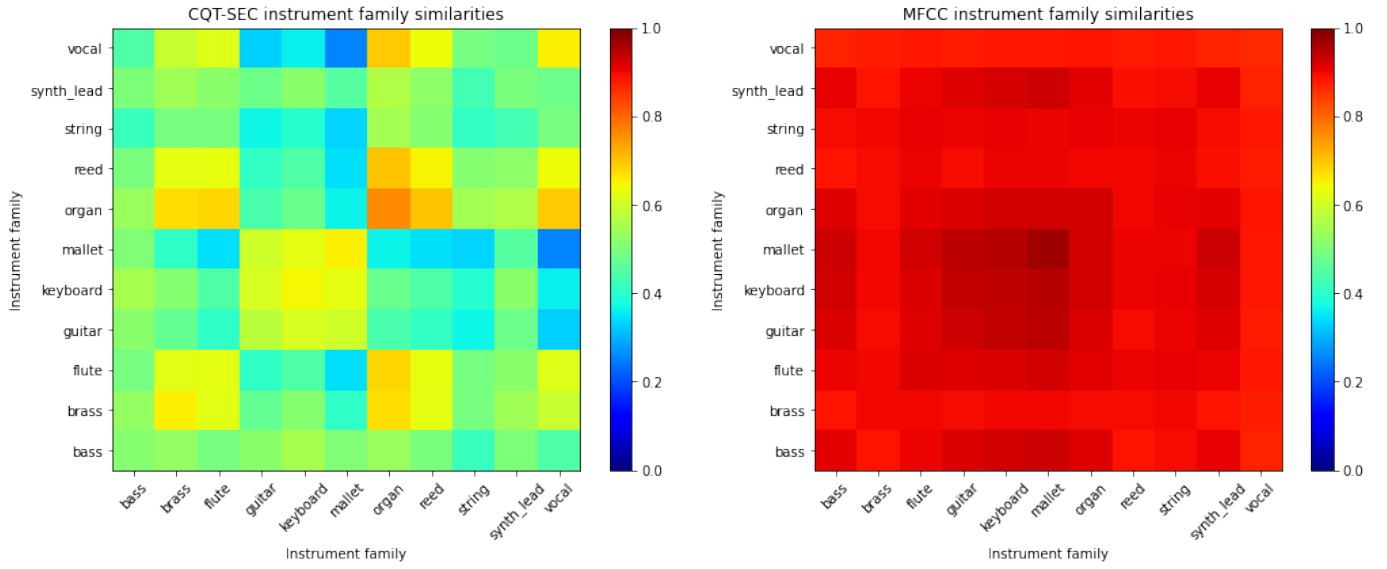 CQT-SEC instrument family similarities
Instrument family
vocal
synth_lead
string
reed
organ
mallet
keyboard
guitar
flute
brass
bass
bass
brass
flute
guitar
keyboard
mallet
organ
reed
string
synth_lead
vocal
Instrument family
1.0
0.8
0.6
0.4
0.2
0.0
MFCC instrument family similarities
Instrument family
vocal
synth_lead
string
reed
organ
mallet
keyboard
guitar
flute
brass
bass
bass
brass
flute
guitar
keyboard
mallet
organ
reed
string
synth_lead
vocal
Instrument family
1.0
0.8
0.6
0.4
0.2
0.0